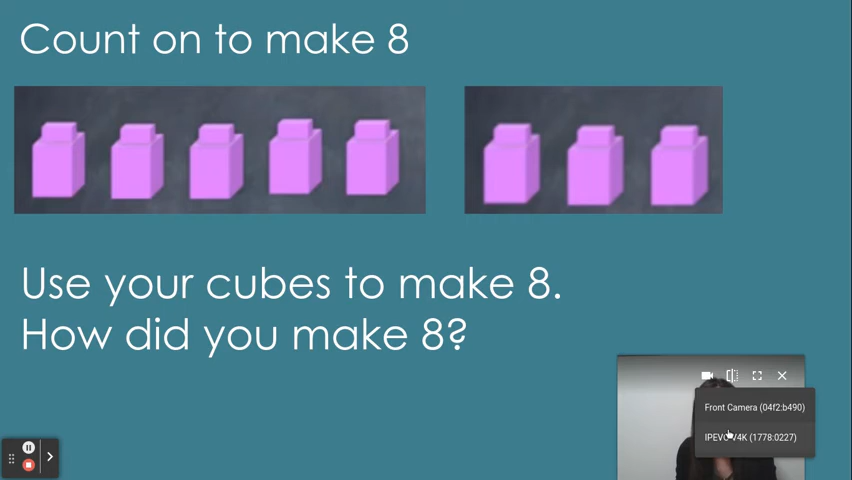 Count on to make 8
Use your cubes to make 8.
How did you make 8?
Front Camera (04f2:b490)
(1778:0227)